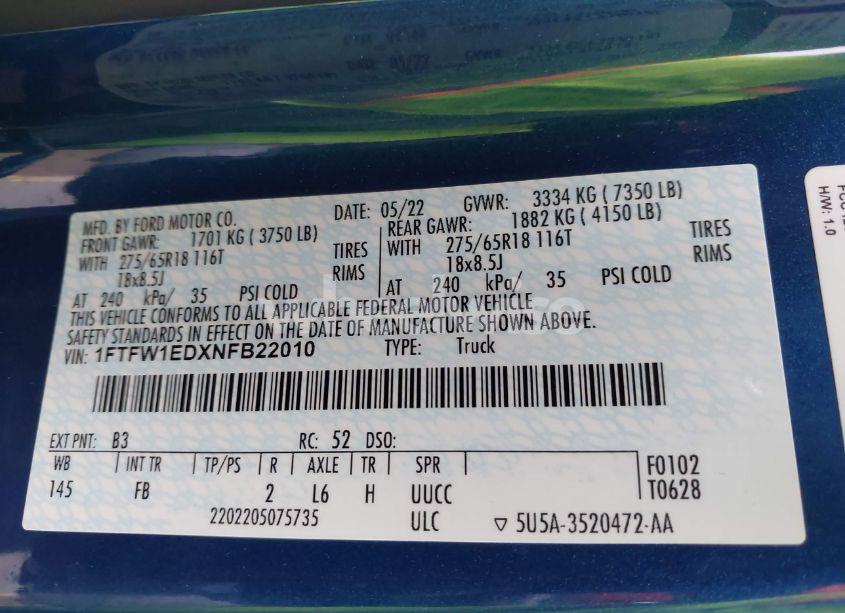 MFD. BY FORD MOTOR CO. DATE: 05/22 GVWR: 3334 KG ( 7350 LB)
FRONT GAWR: 1701 KG ( 3750 LB) REAR GAWR: 1882 KG ( 4150 LB)
WITH 275/65R18 116T TIRES WITH 275/65R18 116T TIRES
18x8.5J RIMS 18x8.5J RIMS
AT 240 kPa/ 35 PSI COLD AT 240 kPa/ 35 PSI COLD
THIS VEHICLE CONFORMS TO ALL APPLICABLE FEDERAL MOTOR VEHICLE
SAFETY STANDARDS IN EFFECT ON THE DATE OF MANUFACTURE SHOWN ABOVE.
VIN: 1FTFW1EDXNFB22010 TYPE: Truck
EXT PNT: B3 RC: 52 DSO:
WB INT TR TP/PS R AXLE TR SPR F0102
145 FB 2 L6 H UUCC T0628
2202205075735 ULC ▽ 5U5A-3520472-AA
H/W: 1.0